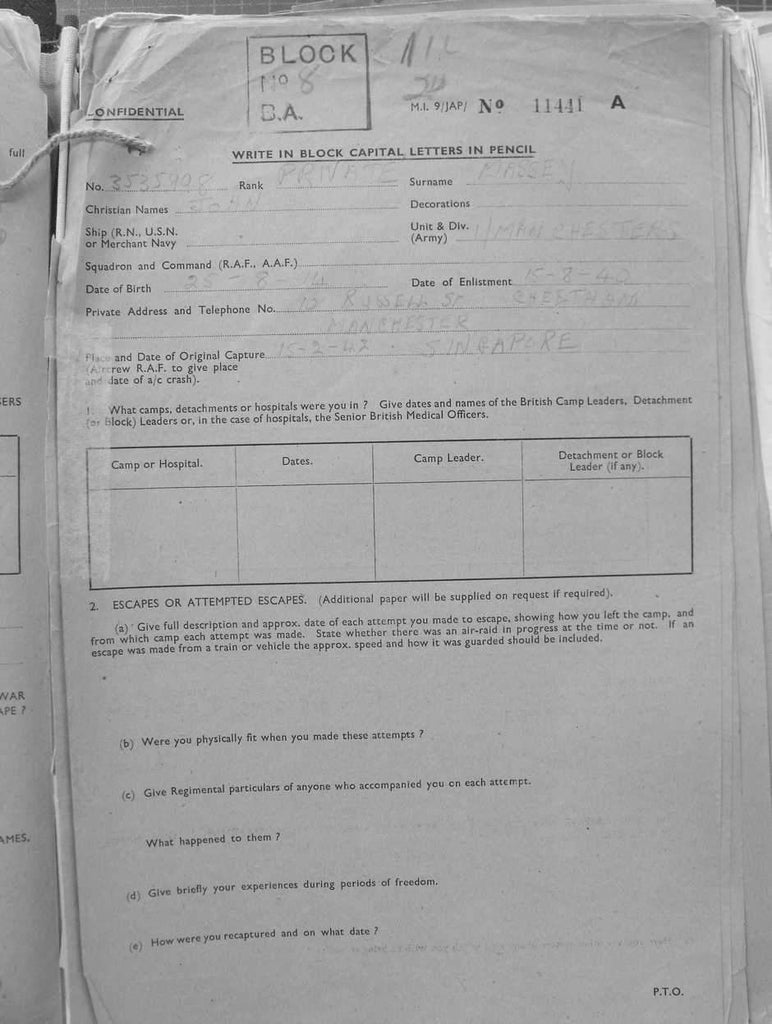 BLOCK
No 8
B.A.
NIL
CONFIDENTIAL
M.I. 9/JAP/ No 11441 A
full
WRITE IN BLOCK CAPITAL LETTERS IN PENCIL
No. 3535908 Rank PRIVATE Surname
Christian Names JOHN Decorations
Ship (R.N., U.S.N. or Merchant Navy Unit & Div. (Army) 1/MANCHESTERS
Squadron and Command (R.A.F., A.A.F.)
Date of Birth 25-8-14 Date of Enlistment 15-8-40
Private Address and Telephone No. ST CHEETHAM
MANCHESTER
Place and Date of Original Capture 15-2-42. SINGAPORE
(Aircrew R.A.F. to give place
and date of a/c crash).
ERS
1. What camps, detachments or hospitals were you in ? Give dates and names of the British Camp Leaders, Detachment
(or Block) Leaders or, in the case of hospitals, the Senior British Medical Officers.
Camp or Hospital. Dates. Camp Leader. Detachment or Block Leader (if any).
2. ESCAPES OR ATTEMPTED ESCAPES. (Additional paper will be supplied on request if required).
(a) Give full description and approx. date of each attempt you made to escape, showing how you left the camp, and
from which camp each attempt was made. State whether there was an air-raid in progress at the time or not. If an
escape was made from a train or vehicle the approx. speed and how it was guarded should be included.
WAR
APE ?
(b) Were you physically fit when you made these attempts ?
(c) Give Regimental particulars of anyone who accompanied you on each attempt.
AMES.
What happened to them ?
(d) Give briefly your experiences during periods of freedom.
(e) How were you recaptured and on what date ?
P.T.O.